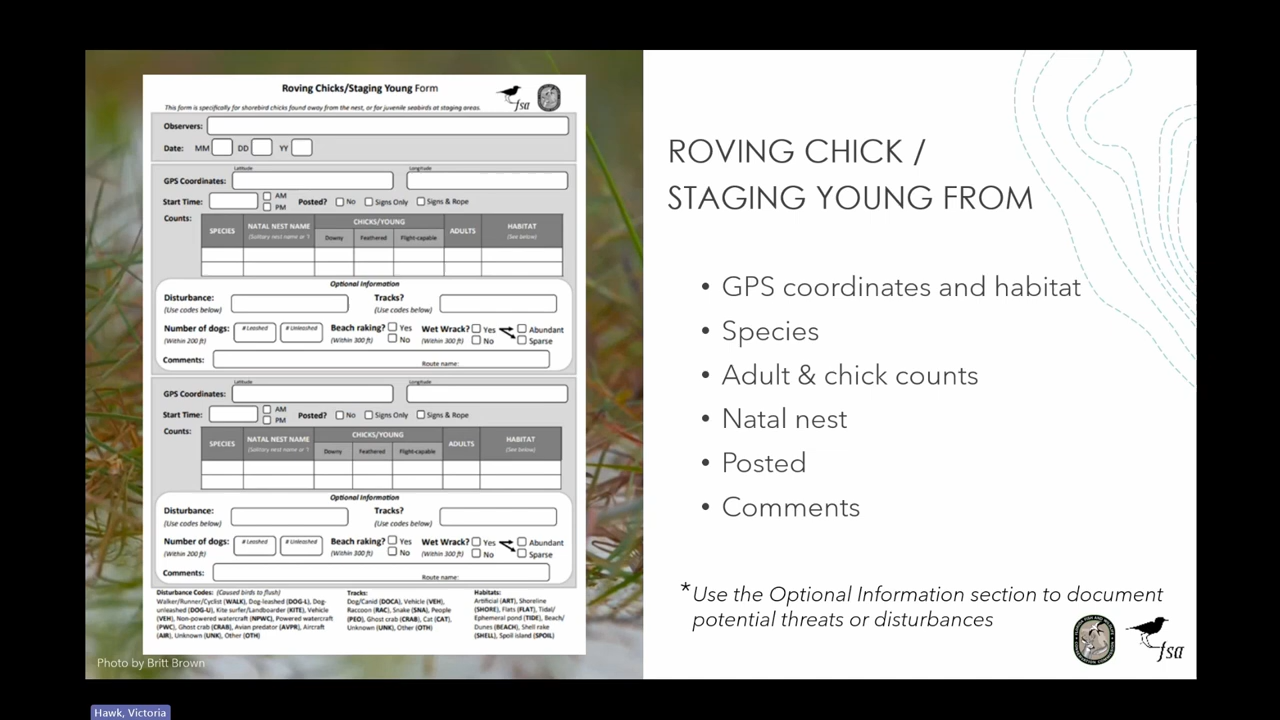 Roving Chicks/Staging Young Form
fsa
This form is specifically for shorebird chicks found away from the nest, or for juvenile seabirds at staging areas.
Observers:
Date: MM DD YY
Latitude Longitude
GPS Coordinates:
Start Time: AM PM Posted? No Signs Only Signs & Rope
Counts:
SPECIES NATAL NEST NAME CHICKS/YOUNG ADULTS HABITAT
(Solitary nest name or ? Downy Feathered Flight-capable (See below)
Optional Information
Disturbance: Tracks?
(Use codes below) (Use codes below)
Number of dogs: # Leashed # Unleashed Beach raking? Yes Wet Wrack? Yes Abundant
(Within 200 ft) (Within 300 ft) No (Within 300 ft) No Sparse
Comments: Route name:
Latitude Longitude
GPS Coordinates:
Start Time: AM PM Posted? No Signs Only Signs & Rope
Counts:
SPECIES NATAL NEST NAME CHICKS/YOUNG ADULTS HABITAT
(Solitary nest name or ? Downy Feathered Flight-capable (See below)
Optional Information
Disturbance: Tracks?
(Use codes below) (Use codes below)
Number of dogs: # Leashed # Unleashed Beach raking? Yes Wet Wrack? Yes Abundant
(Within 200 ft) (Within 300 ft) No (Within 300 ft) No Sparse
Comments: Route name:
Disturbance Codes: (Caused birds to flush)
Walker/Runner/Cyclist (WALK), Dog-leashed (DOG-L), Dog-
unleashed (DOG-U), Kite surfer/Landboarder (KITE), Vehicle
(VEH), Non-powered watercraft (NPWC), Powered watercraft
(PWC), Ghost crab (CRAB), Avian predator (AVPR), Aircraft
(AIR), Unknown (UNK), Other (OTH)
Tracks:
Dog/Canid (DOCA), Vehicle (VEH),
Raccoon (RAC), Snake (SNA), People
(PEO), Ghost crab (CRAB), Cat (CAT),
Unknown (UNK), Other (OTH)
Habitats:
Artificial (ART), Shoreline
(SHORE), Flats (FLAT), Tidal/
Ephemeral pond (TIDE), Beach/
Dunes (BEACH), Shell rake
(SHELL), Spoil island (SPOIL)
Photo by Britt Brown
ROVING CHICK /
STAGING YOUNG FROM
• GPS coordinates and habitat
• Species
• Adult & chick counts
• Natal nest
• Posted
• Comments
*Use the Optional Information section to document
potential threats or disturbances
fsa
Hawk, Victoria